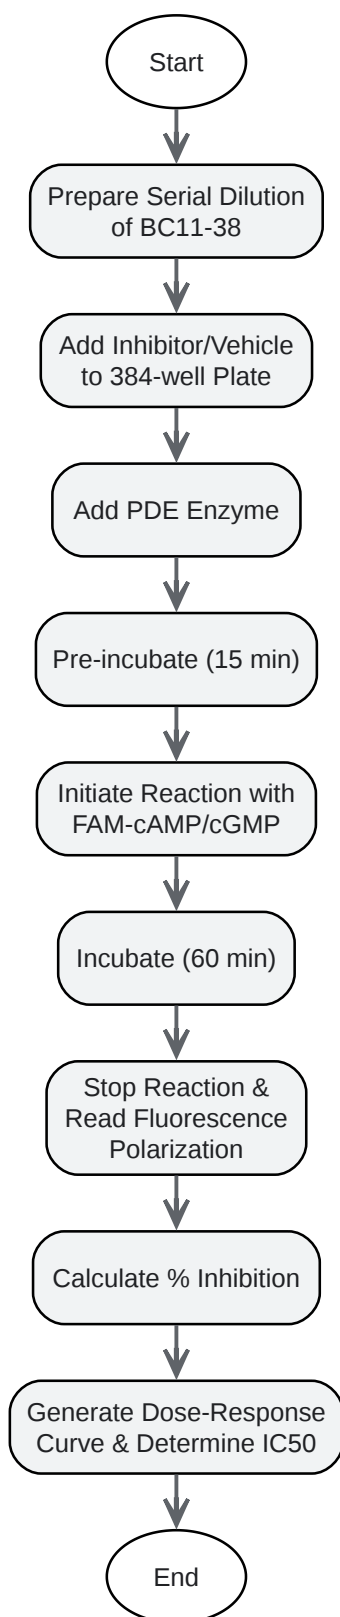 Start
Prepare Serial Dilution
of BC11-38
Add Inhibitor/Vehicle
to 384-well Plate
Add PDE Enzyme
Pre-incubate (15 min)
Initiate Reaction with
FAM-cAMP/cGMP
Incubate (60 min)
Stop Reaction &
Read Fluorescence
Polarization
Calculate % Inhibition
Generate Dose-Response
Curve & Determine IC50
End